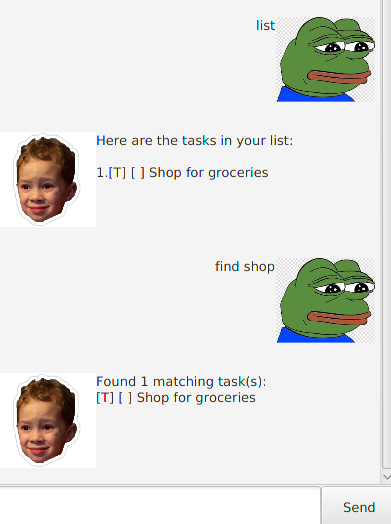 list
Here are the tasks in your list:
1.[T] [ ] Shop for groceries
find shop
Found 1 matching task(s):
[T] [ ] Shop for groceries
Send